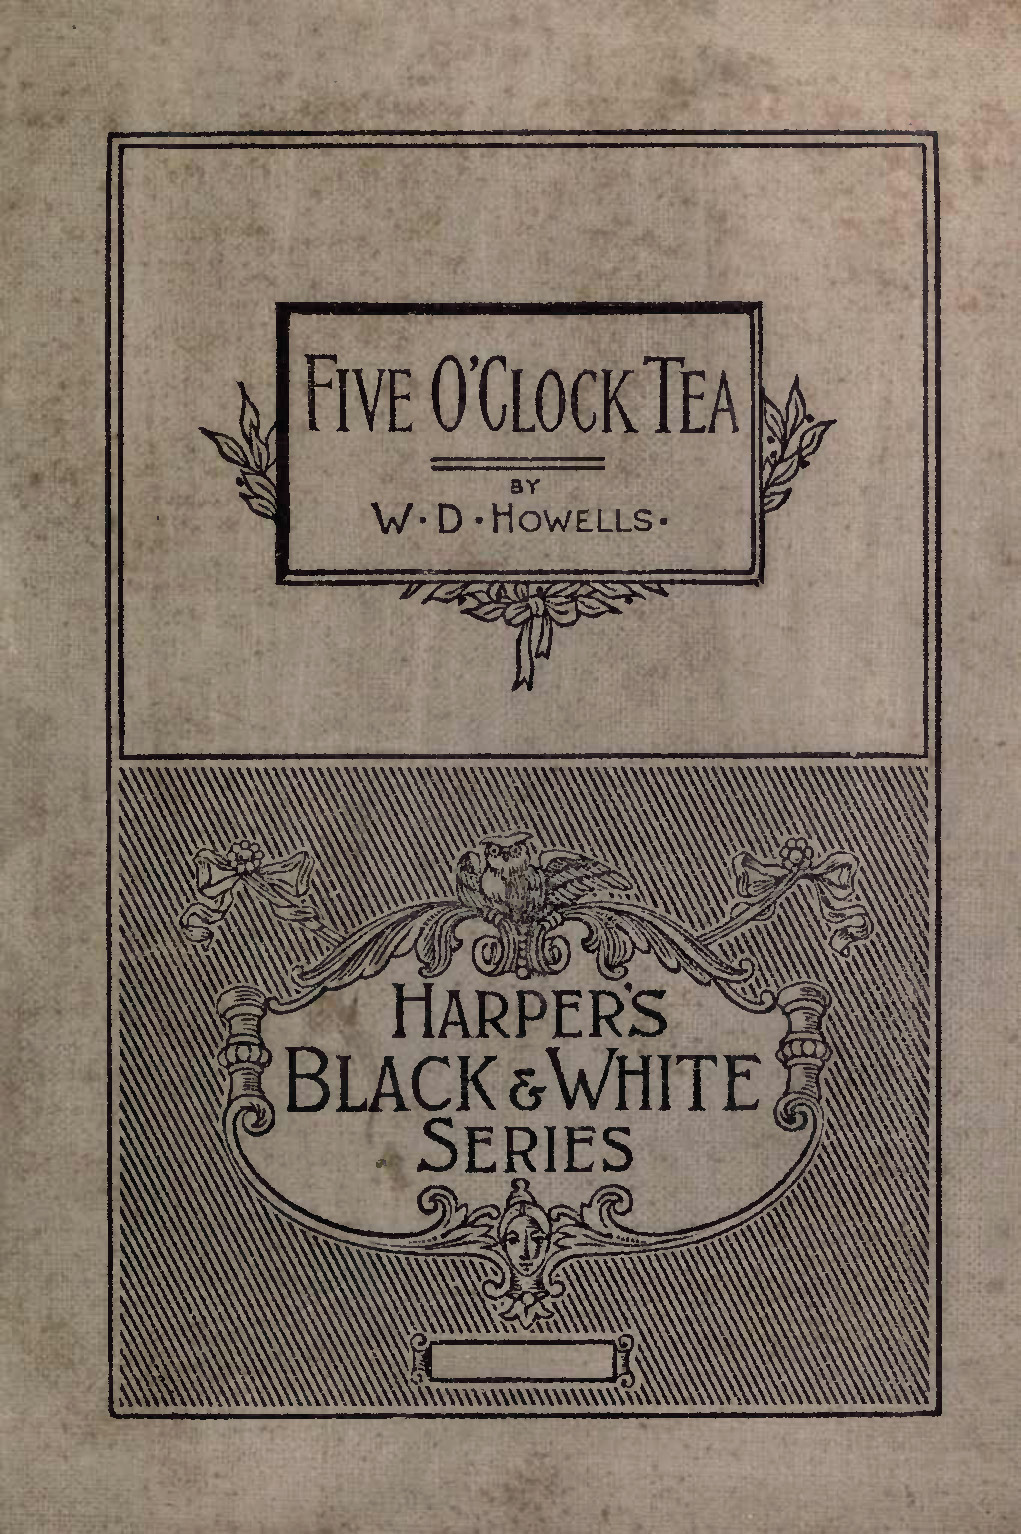 FIVE O'CLOCK TEA
BY
W·D·HOWELLS·
HARPER'S
BLACK & WHITE
SERIES